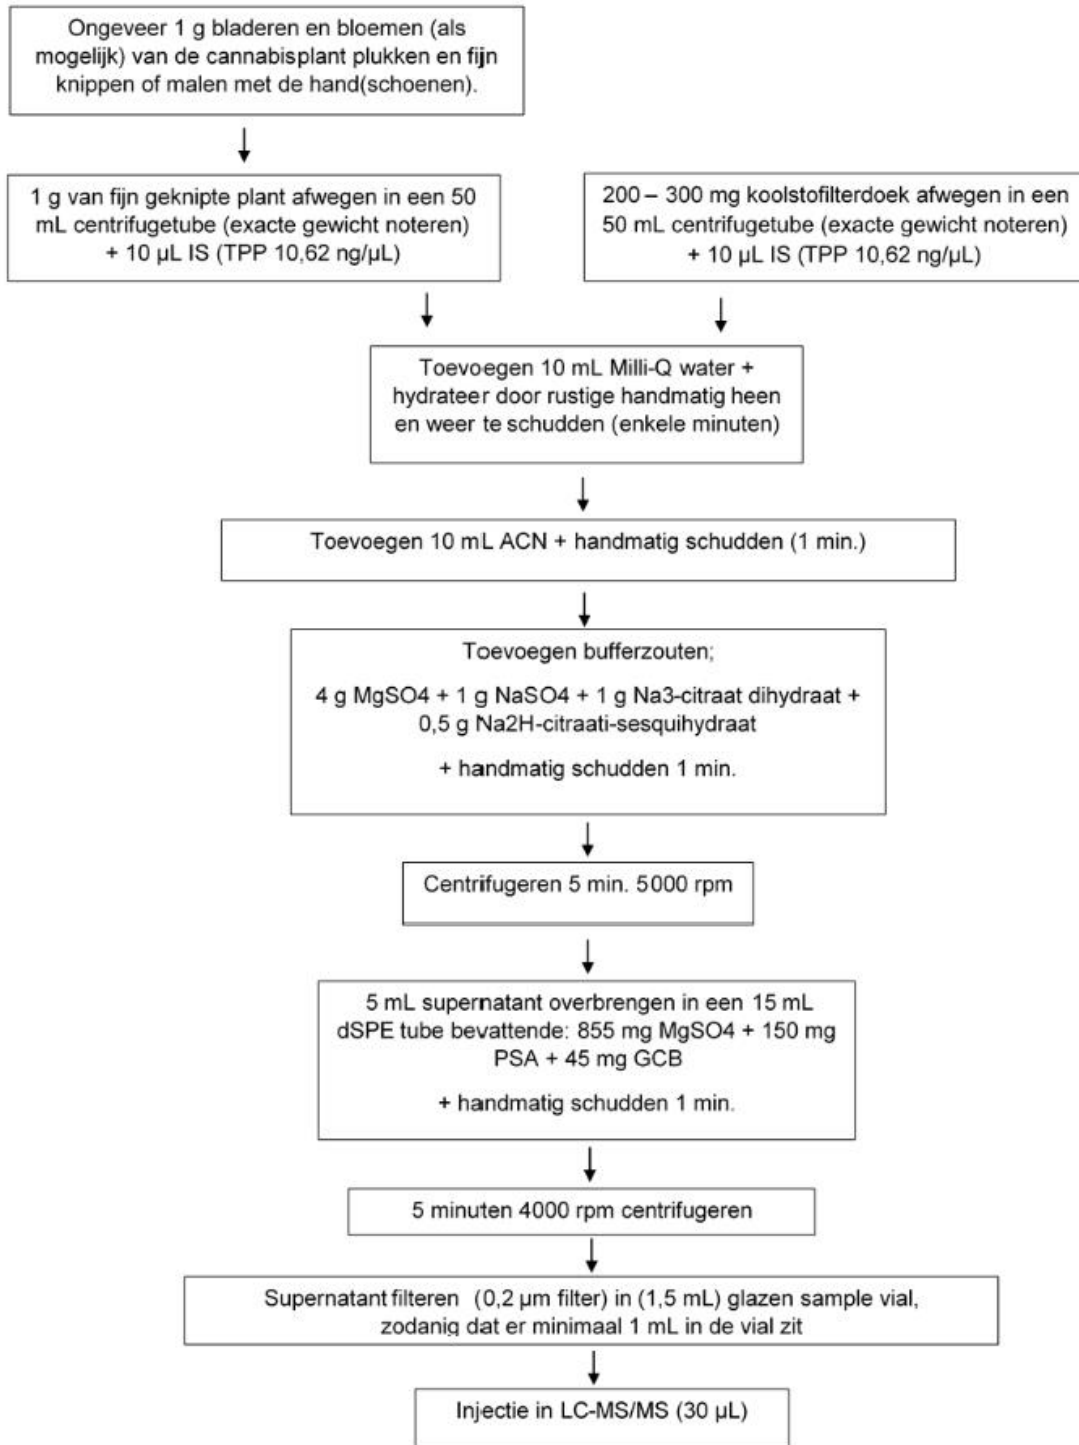 Ongeveer 1 g bladeren en bloemen (als
mogelijk) van de cannabisplant plukken en fijn
knippen of malen met de hand(schoenen).
1 g van fijn geknipte plant afwegen in een 50
mL centrifugetube (exacte gewicht noteren)
+ 10 µL IS (TPP 10,62 ng/µL)
200 – 300 mg koolstofilterdoek afwegen in een
50 mL centrifugetube (exacte gewicht noteren)
+ 10 µL IS (TPP 10,62 ng/µL)
Toevoegen 10 mL Milli-Q water +
hydrateer door rustige handmatig heen
en weer te schudden (enkele minuten)
Toevoegen 10 mL ACN + handmatig schudden (1 min.)
Toevoegen bufferzouten;
4 g MgSO4 + 1 g NaSO4 + 1 g Na3-citraat dihydraat +
0,5 g Na2H-citraati-sesquihydraat
+ handmatig schudden 1 min.
Centrifugeren 5 min. 5000 rpm
5 mL supernatant overbrengen in een 15 mL
dSPE tube bevattende: 855 mg MgSO4 + 150 mg
PSA + 45 mg GCB
+ handmatig schudden 1 min.
5 minuten 4000 rpm centrifugeren
Supernatant filteren (0,2 µm filter) in (1,5 mL) glazen sample vial,
zodanig dat er minimaal 1 mL in de vial zit
Injectie in LC-MS/MS (30 µL)